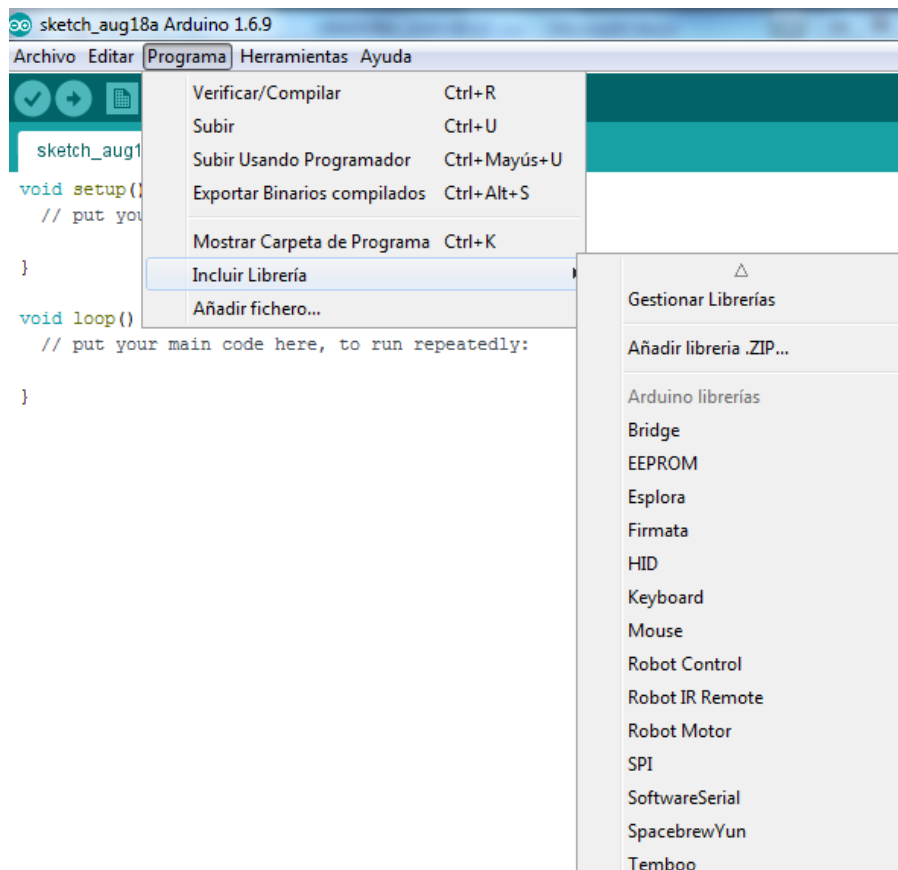 sketch_aug18a Arduino 1.6.9
Archivo Editar Programa Herramientas Ayuda
Verificar/Compilar Ctrl+R
Subir Ctrl+U
Subir Usando Programador Ctrl+Mayús+U
Exportar Binarios compilados Ctrl+Alt+S
Mostrar Carpeta de Programa Ctrl+K
Incluir Librería
Añadir fichero...
sketch_aug1
void setup()
// put you
}
void loop()
// put your main code here, to run repeatedly:
}
Gestionar Librerías
Añadir libreria .ZIP...
Arduino librerías
Bridge
EEPROM
Esplora
Firmata
HID
Keyboard
Mouse
Robot Control
Robot IR Remote
Robot Motor
SPI
SoftwareSerial
SpacebrewYun
Temboo